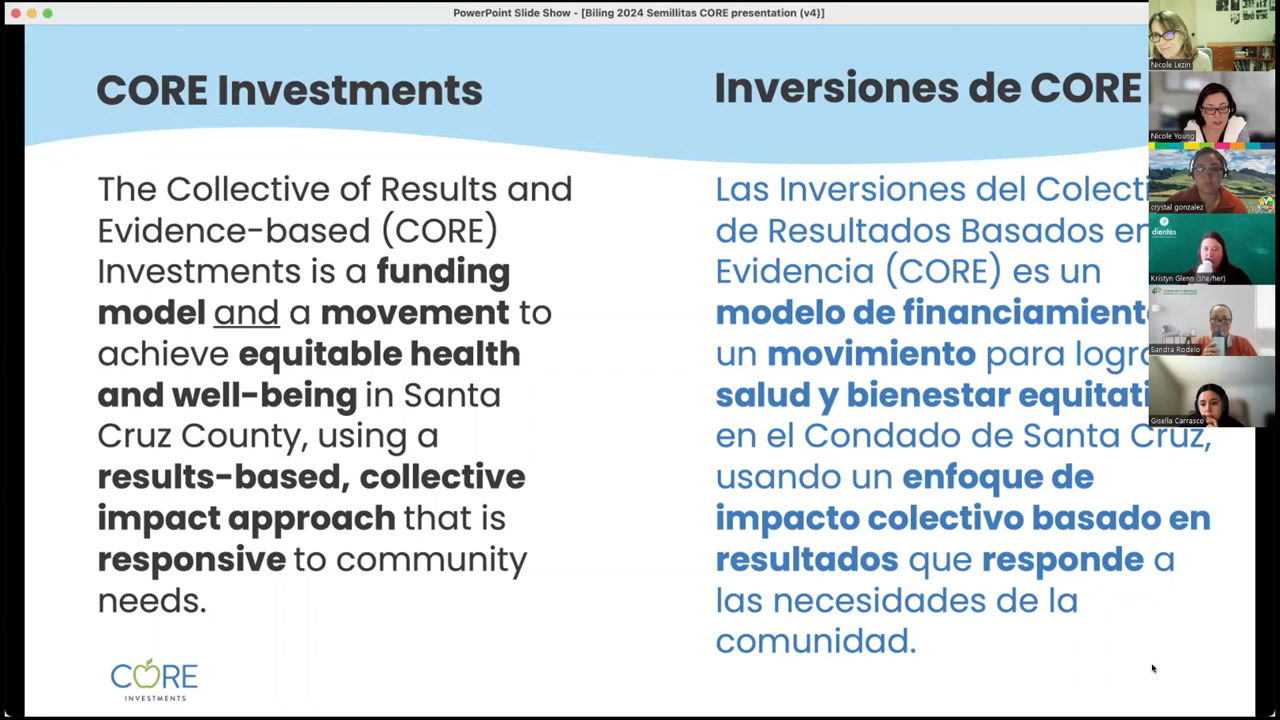 PowerPoint Slide Show - [Biling 2024 Semillitas CORE presentation (v4)]
CORE Investments
The Collective of Results and
Evidence-based (CORE)
Investments is a funding
model and a movement to
achieve equitable health
and well-being in Santa
Cruz County, using a
results-based, collective
impact approach that is
responsive to community
needs.
CORE
INVESTMENTS
Inversiones de CORE
Las Inversiones del Colecti
de Resultados Basados en
Evidencia (CORE) es un
modelo de financiament
un movimiento para logra
salud y bienestar equitati
en el Condado de Santa Cruz,
usando un enfoque de
impacto colectivo basado en
resultados que responde a
las necesidades de la
comunidad.
Nicole Lezin
Nicole Young
crystal gonzalez
dientes
Kristyn Glenn (she/her)
Sandra Rodelo
Gisella Carrasco